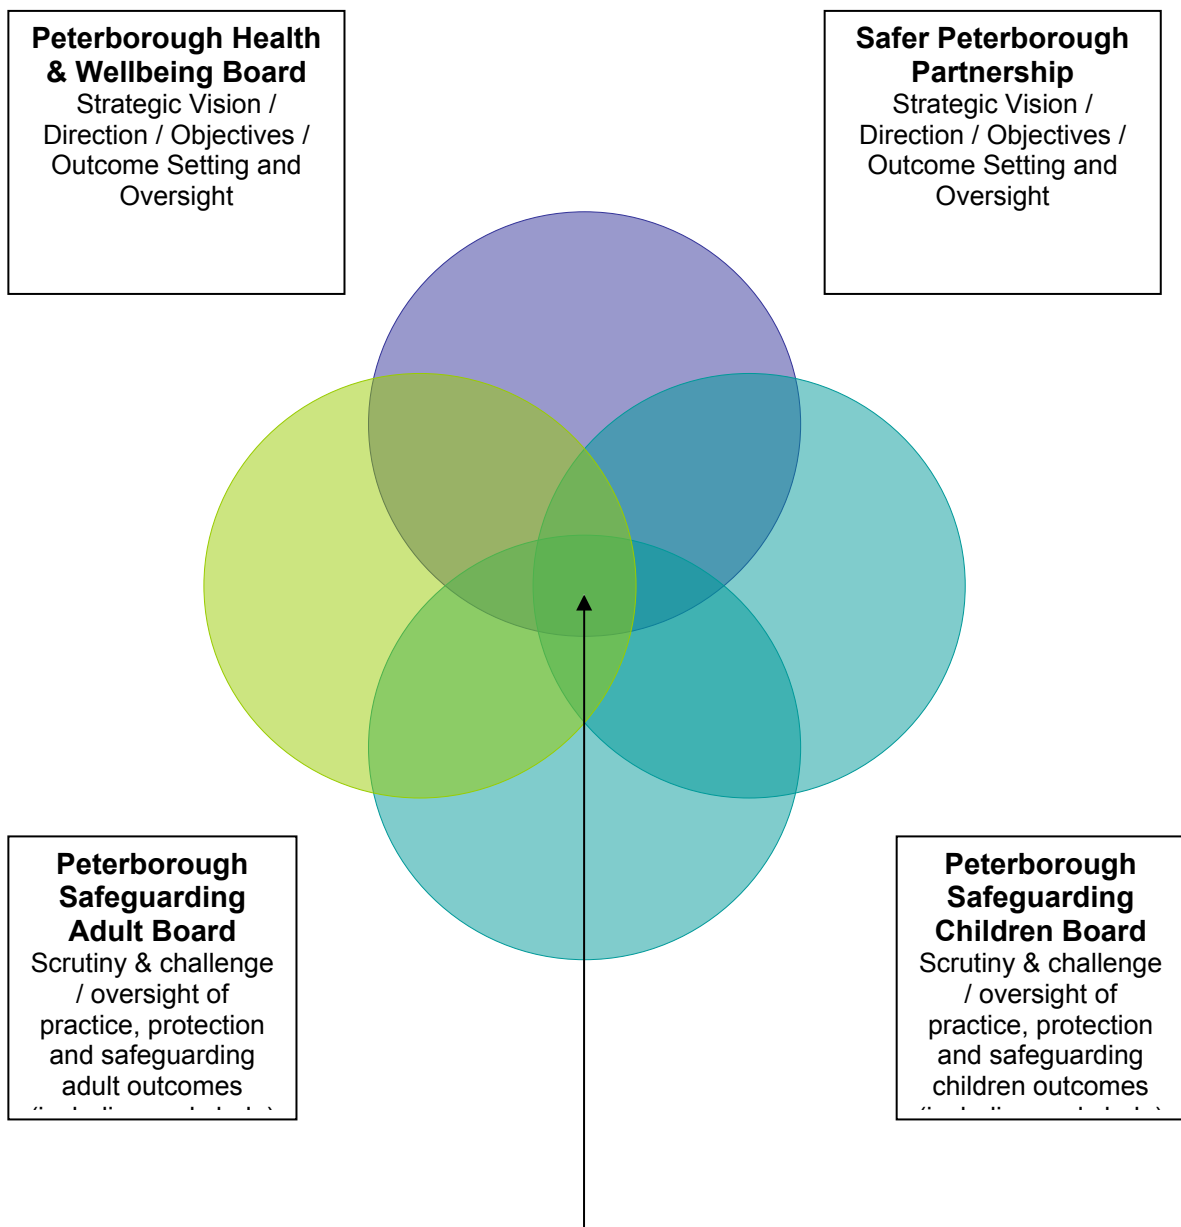 Peterborough Health
& Wellbeing Board
Strategic Vision /
Direction / Objectives /
Outcome Setting and
Oversight
Safer Peterborough
Partnership
Strategic Vision /
Direction / Objectives /
Outcome Setting and
Oversight
Peterborough
Safeguarding
Adult Board
Scrutiny & challenge
/ oversight of
practice, protection
and safeguarding
adult outcomes
Peterborough
Safeguarding
Children Board
Scrutiny & challenge
/ oversight of
practice, protection
and safeguarding
children outcomes